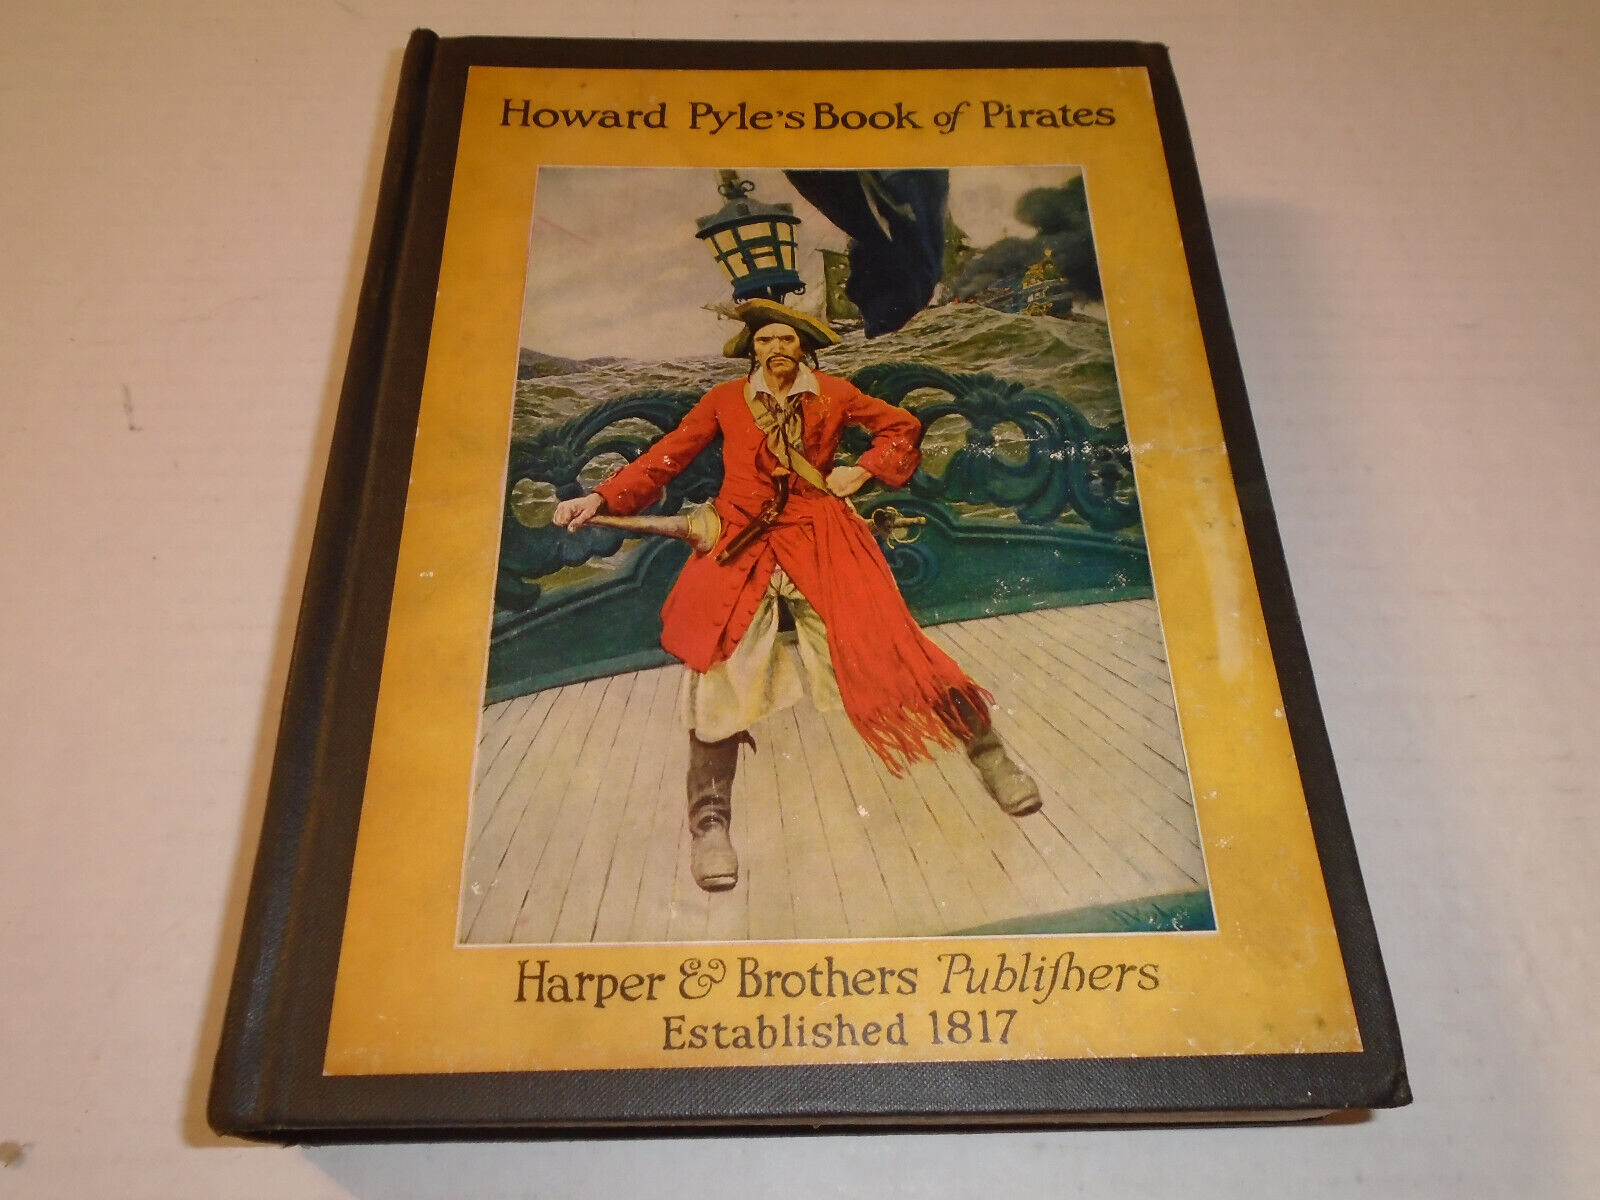 Howard Pyle's Book of Pirates
Harper & Brothers Publiſhers
Established 1817